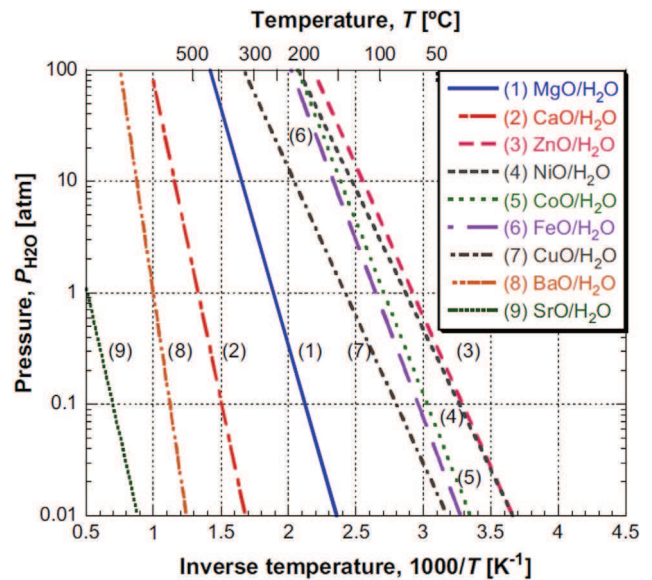 Temperature, T [ºC]
500 300 200 100 50
100
10
1
0.1
0.01
Pressure, P_H2O [atm]
(1) MgO/H₂O
(2) CaO/H₂O
(3) ZnO/H₂O
(4) NiO/H₂O
(5) CoO/H₂O
(6) FeO/H₂O
(7) CuO/H₂O
(8) BaO/H₂O
(9) SrO/H₂O
(6)
(9) (8) (2) (1) (7) (3)
(4)
(5)
0.5 1 1.5 2 2.5 3 3.5 4 4.5
Inverse temperature, 1000/T [K⁻¹]